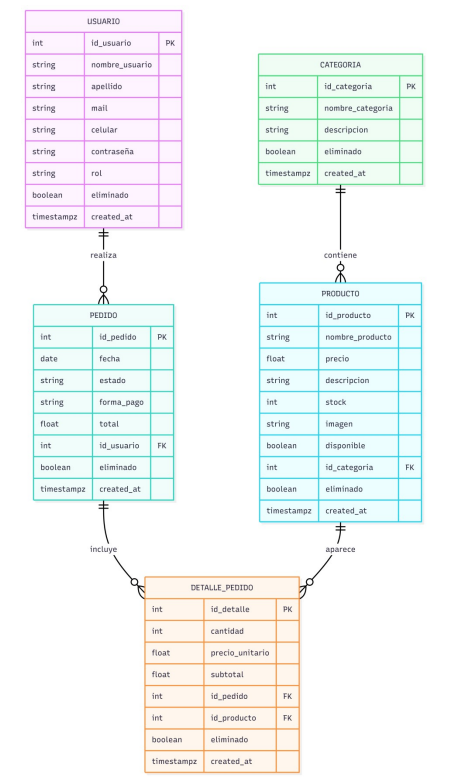 USUARIO
int id_usuario PK
string nombre_usuario
string apellido
string mail
string celular
string contraseña
string rol
boolean eliminado
timestampz created_at
CATEGORIA
int id_categoria PK
string nombre_categoria
string descripcion
boolean eliminado
timestampz created_at
realiza
contiene
PEDIDO
int id_pedido PK
date fecha
string estado
string forma_pago
float total
int id_usuario FK
boolean eliminado
timestampz created_at
PRODUCTO
int id_producto PK
string nombre_producto
float precio
string descripcion
int stock
string imagen
boolean disponible
int id_categoria FK
boolean eliminado
timestampz created_at
incluye
aparece
DETALLE_PEDIDO
int id_detalle PK
int cantidad
float precio_unitario
float subtotal
int id_pedido FK
int id_producto FK
boolean eliminado
timestampz created_at